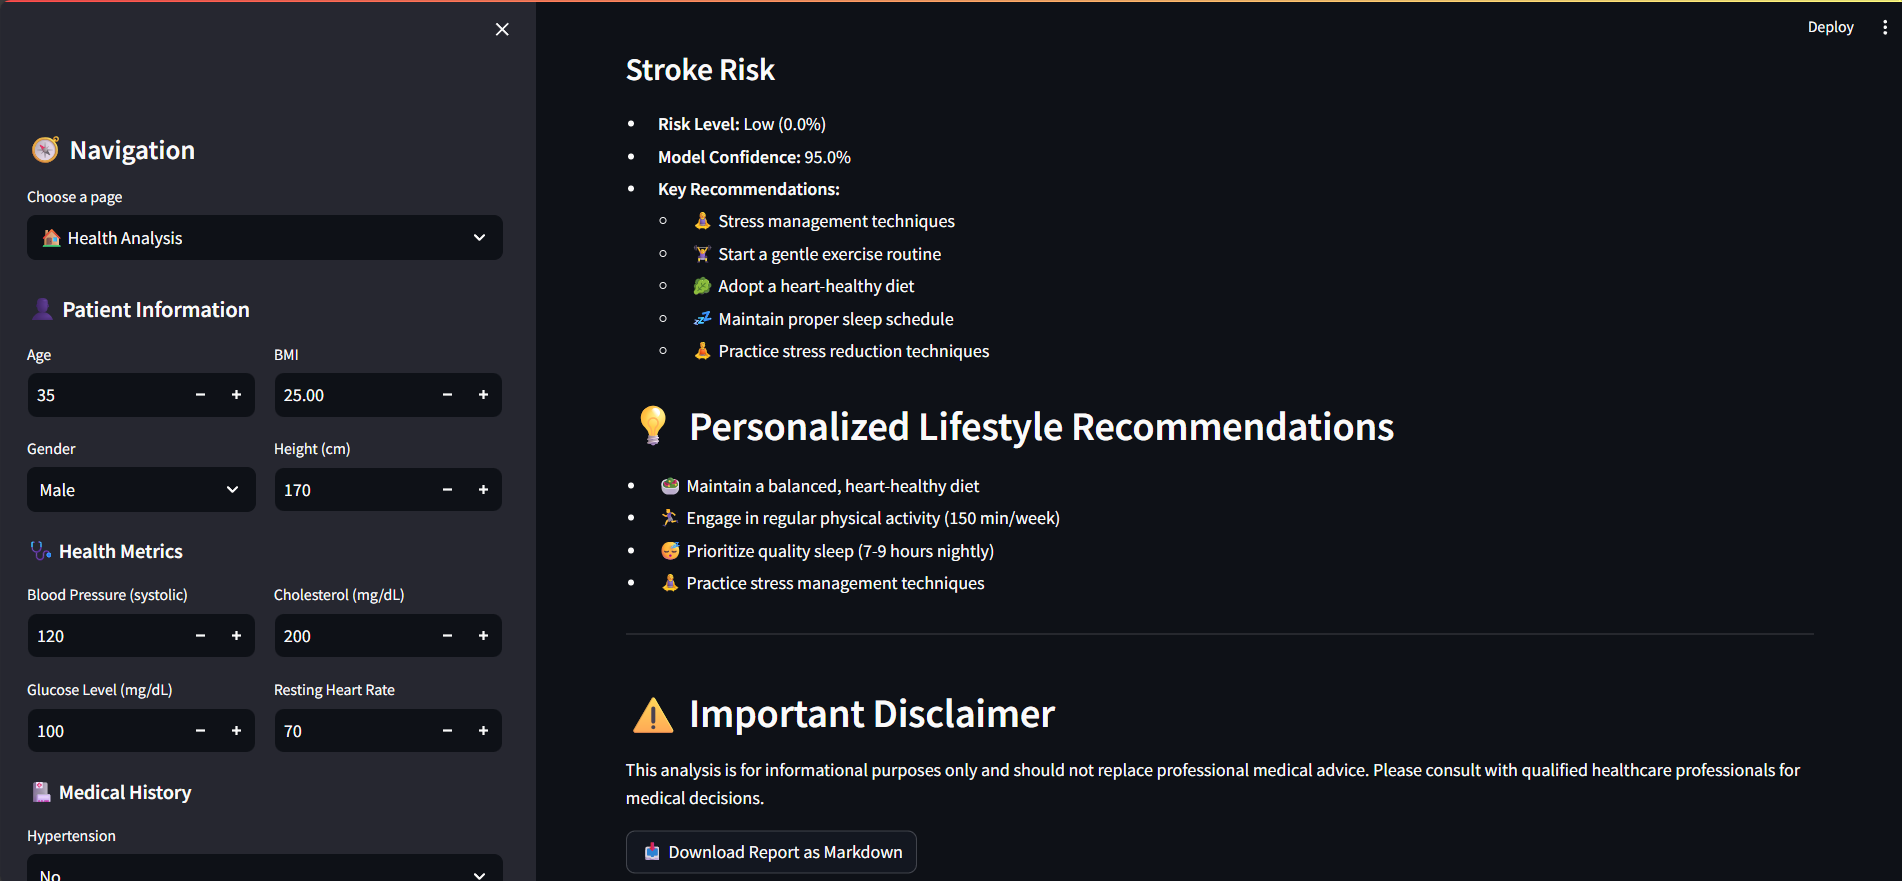 Deploy
Navigation
Choose a page
Health Analysis
Patient Information
Age
BMI
35
25.00
Gender
Height (cm)
Male
170
Health Metrics
Blood Pressure (systolic)
Cholesterol (mg/dL)
120
200
Glucose Level (mg/dL)
Resting Heart Rate
100
70
Medical History
Hypertension
No
Stroke Risk
Risk Level: Low (0.0%)
Model Confidence: 95.0%
Key Recommendations:
Stress management techniques
Start a gentle exercise routine
Adopt a heart-healthy diet
Maintain proper sleep schedule
Practice stress reduction techniques
Personalized Lifestyle Recommendations
Maintain a balanced, heart-healthy diet
Engage in regular physical activity (150 min/week)
Prioritize quality sleep (7-9 hours nightly)
Practice stress management techniques
Important Disclaimer
This analysis is for informational purposes only and should not replace professional medical advice. Please consult with qualified healthcare professionals for
medical decisions.
Download Report as Markdown